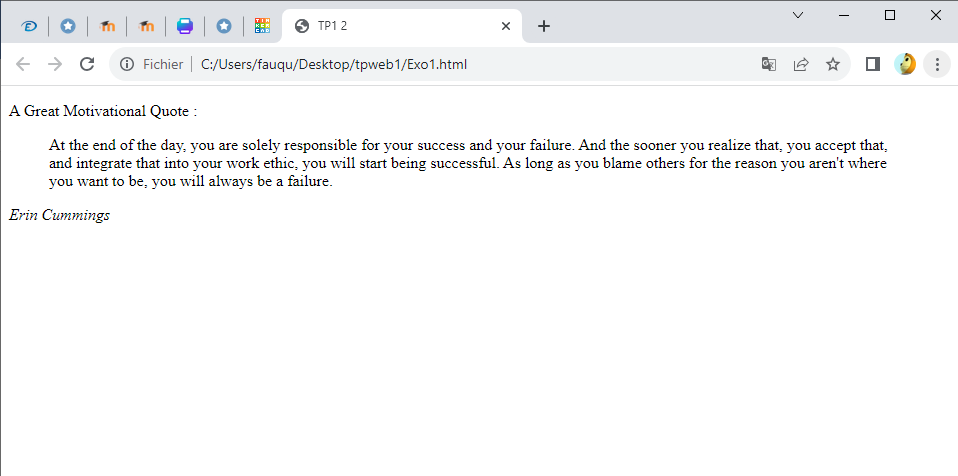 TP1 2
Fichier C:/Users/fauqu/Desktop/tpweb1/Exo1.html
A Great Motivational Quote :
At the end of the day, you are solely responsible for your success and your failure. And the sooner you realize that, you accept that,
and integrate that into your work ethic, you will start being successful. As long as you blame others for the reason you aren't where
you want to be, you will always be a failure.
Erin Cummings